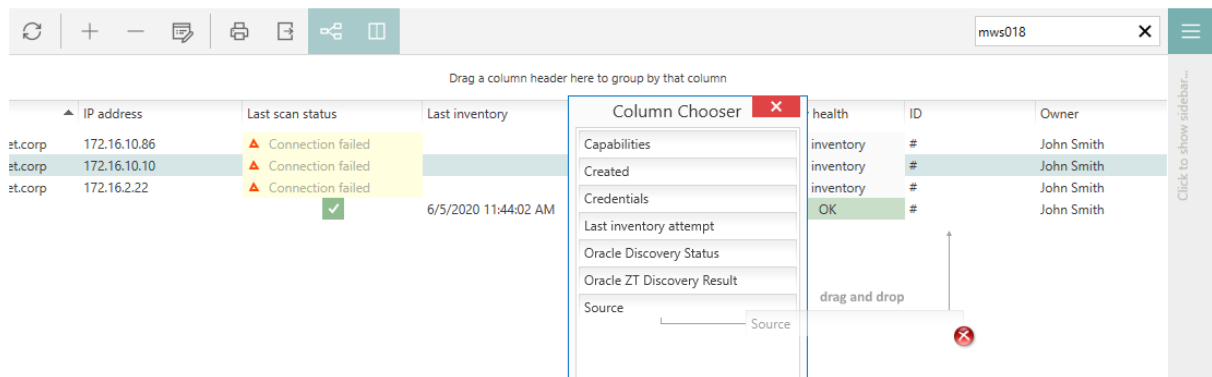 mws018
Drag a column header here to group by that column
Click to show sidebar...
IP address Last scan status Last inventory health ID Owner
et.corp 172.16.10.86 Connection failed inventory # John Smith
et.corp 172.16.10.10 Connection failed inventory # John Smith
et.corp 172.16.2.22 Connection failed inventory # John Smith
6/5/2020 11:44:02 AM OK # John Smith
Column Chooser
Capabilities
Created
Credentials
Last inventory attempt
Oracle Discovery Status
Oracle ZT Discovery Result
Source
drag and drop
Source